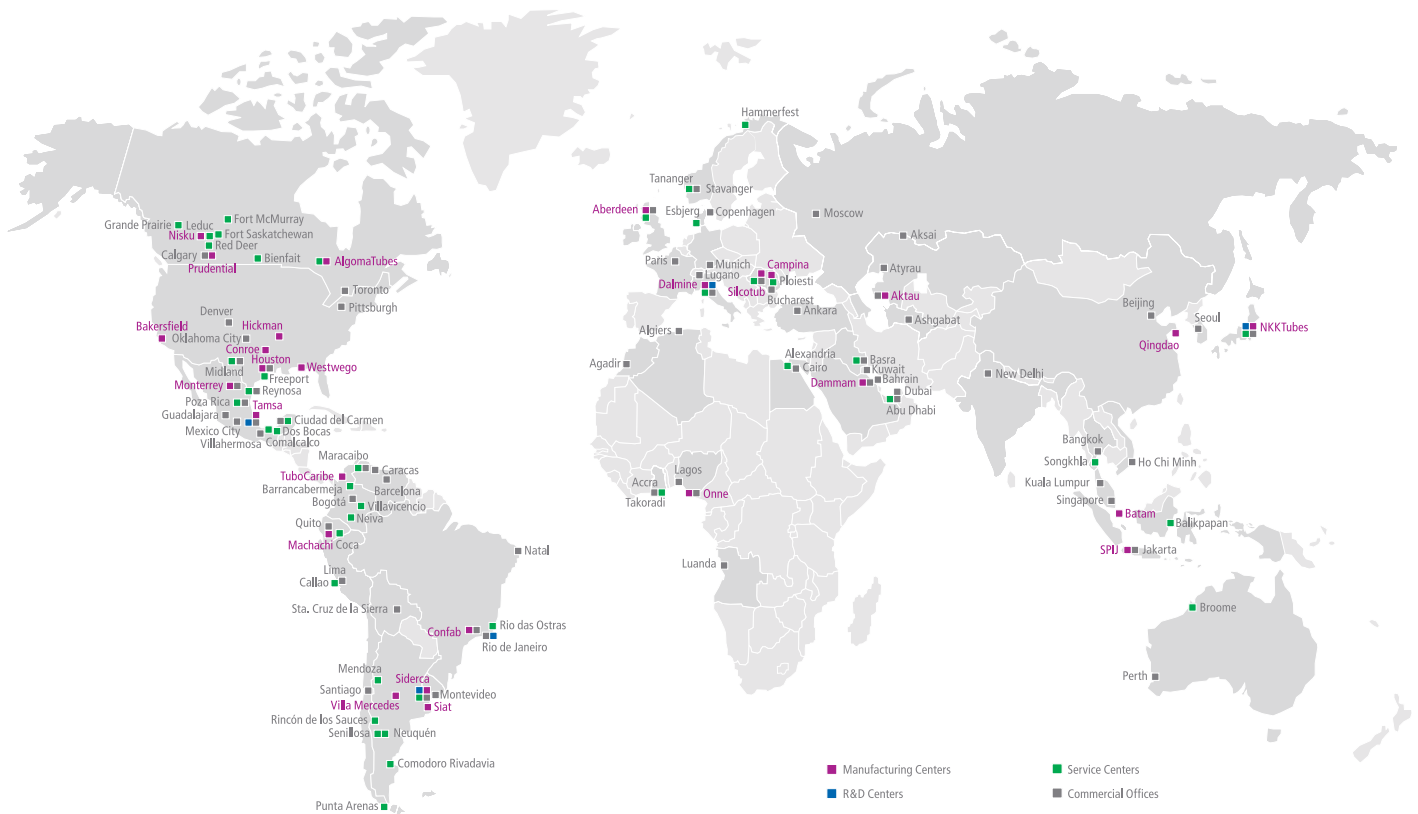 Hammerfest
Tananger
Stavanger
Aberdeen
Esbjerg
Copenhagen
Moscow
Grande Prairie
Leduc
Fort McMurray
Nisku
Fort Saskatchewan
Red Deer
Calgary
Bienfait
AlgomaTubes
Prudential
Aksai
Paris
Munich
Lugano
Campina
Atyrau
Dalmine
Silcotub
Ploiesti
Bucharest
Aktau
Toronto
Pittsburgh
Ankara
Ashgabat
Beijing
Seoul
NKKTubes
Qingdao
Denver
Bakersfield
Hickman
Oklahoma City
Algiers
Conroe
Houston
Midland
Westwego
Agadir
Alexandria
Cairo
Basra
Kuwait
Bahrain
Dammam
Dubai
Abu Dhabi
New Delhi
Freeport
Monterrey
Reynosa
Poza Rica
Tamsa
Guadalajara
Ciudad del Carmen
Mexico City
Dos Bocas
Villahermosa
Comalcalco
Bangkok
Songkhla
Ho Chi Minh
Kuala Lumpur
Singapore
Batam
Balikpapan
SPIJ
Jakarta
Maracaibo
Caracas
TuboCaribe
Barcelona
Barrancabermeja
Bogotá
Villavicencio
Neiva
Quito
Machachi
Coca
Lagos
Accra
Takoradi
Onne
Natal
Luanda
Lima
Callao
Sta. Cruz de la Sierra
Broome
Confab
Rio das Ostras
Rio de Janeiro
Mendoza
Siderca
Santiago
Montevideo
Villa Mercedes
Siat
Perth
Rincón de los Sauces
Senillosa
Neuquén
Comodoro Rivadavia
Punta Arenas
Manufacturing Centers
Service Centers
R&D Centers
Commercial Offices